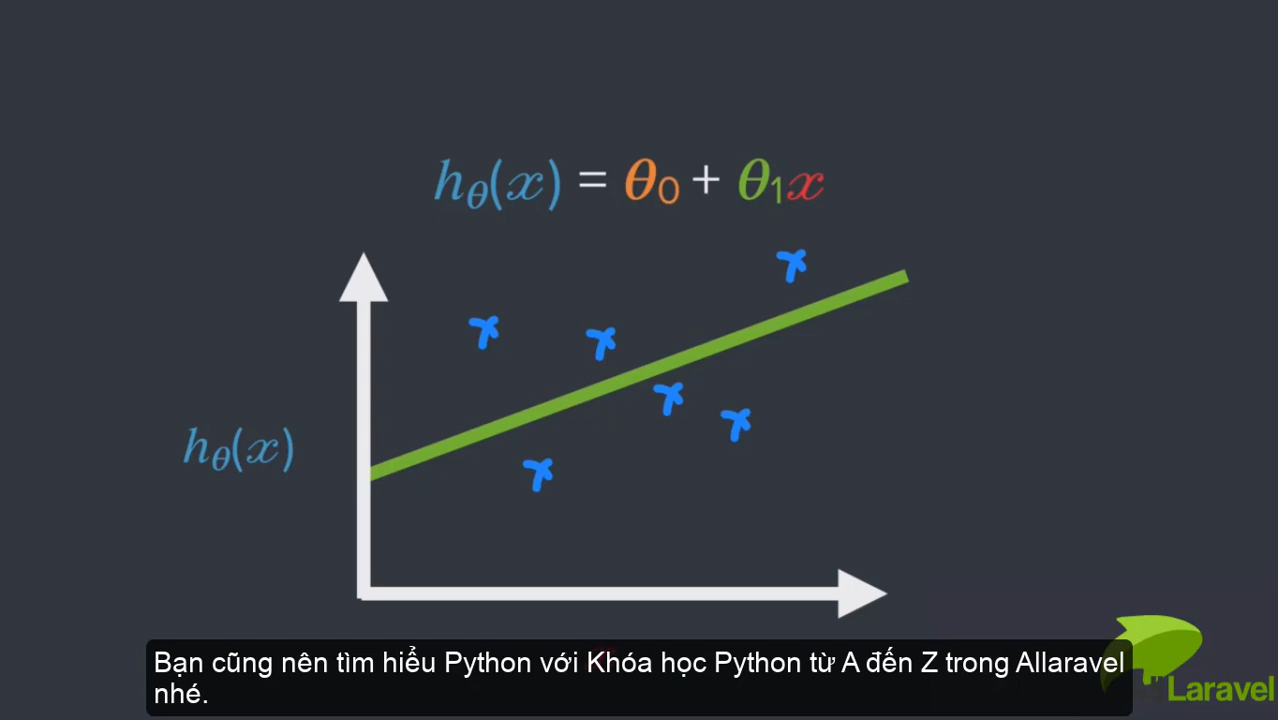 hθ(x) = θ0 + θ1x
hθ(x)
Bạn cũng nên tìm hiểu Python với Khóa học Python từ A đến Z trong Allaravel
nhé.
Laravel